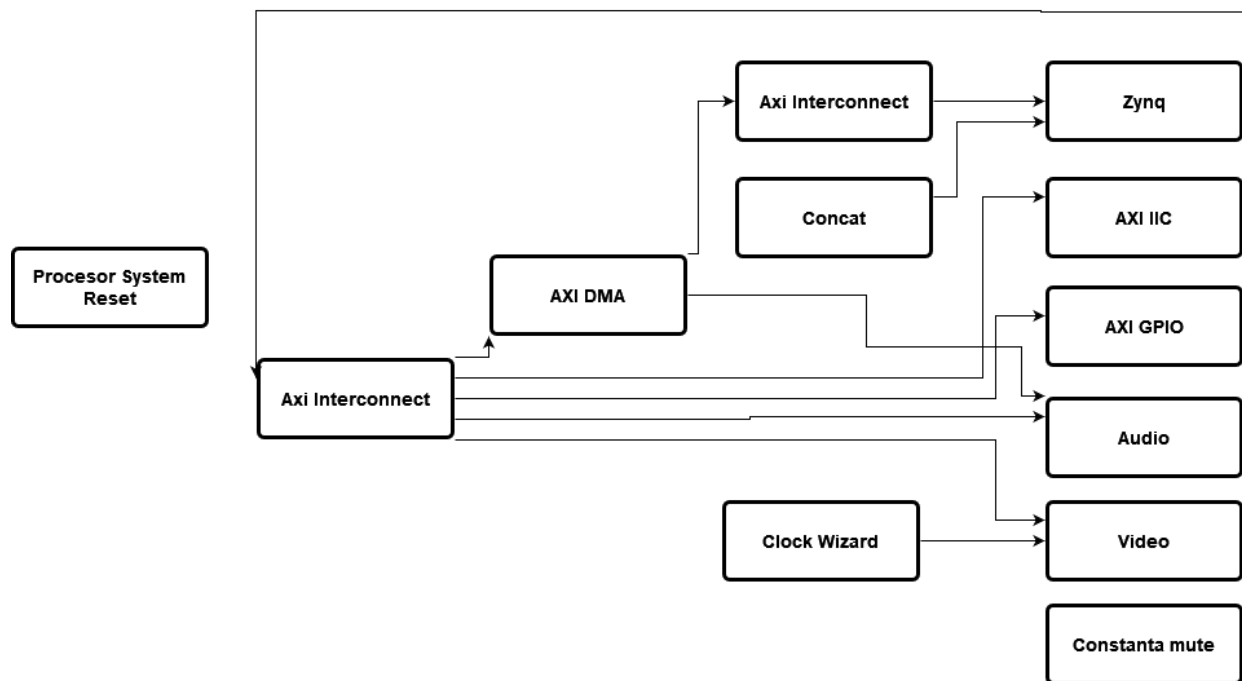 Axi Interconnect
Zynq
Concat
AXI IIC
Procesor System
Reset
AXI DMA
AXI GPIO
Axi Interconnect
Audio
Clock Wizard
Video
Constanta mute